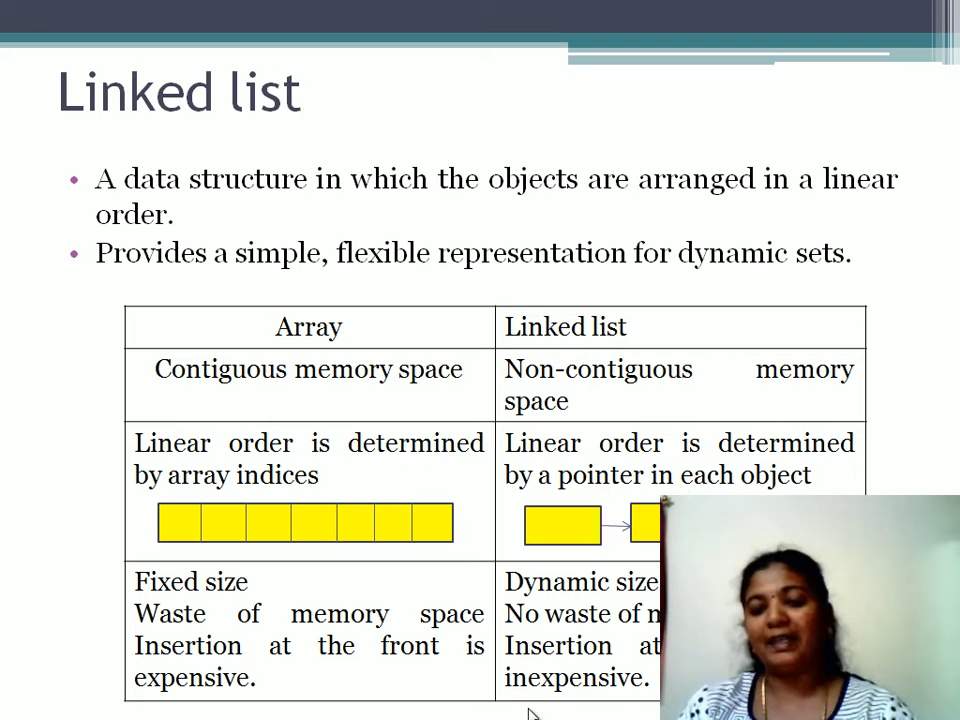 Linked list
• A data structure in which the objects are arranged in a linear
order.
• Provides a simple, flexible representation for dynamic sets.
Array
Linked list
Contiguous memory space
Non-contiguous memory
space
Linear order is determined
by array indices
Linear order is determined
by a pointer in each object
Fixed size
Waste of memory space
Insertion at the front is
expensive.
Dynamic size
No waste of
Insertion at
inexpensive.